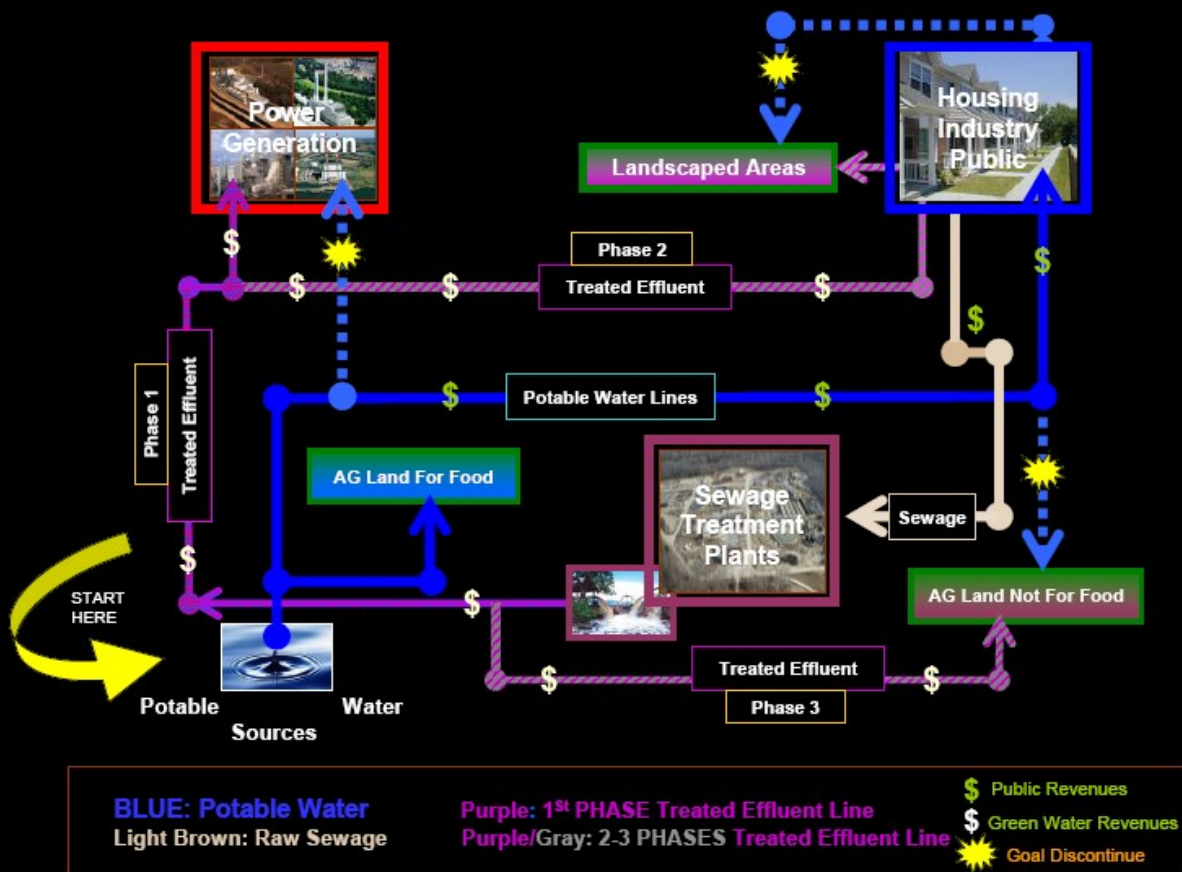 Power
Generation
Housing
Industry
Public
Landscaped Areas
$
$
Phase 2
$
$
Treated Effluent
$
$
Phase 1
Treated Effluent
$
Potable Water Lines
$
AG Land For Food
Sewage
Treatment
Plants
Sewage
$
START
HERE
$
AG Land Not For Food
Potable Water
Sources
$
Treated Effluent
$
Phase 3
BLUE: Potable Water
Light Brown: Raw Sewage
Purple: 1st PHASE Treated Effluent Line
Purple/Gray: 2-3 PHASES Treated Effluent Line
$ Public Revenues
$ Green Water Revenues
Goal Discontinue